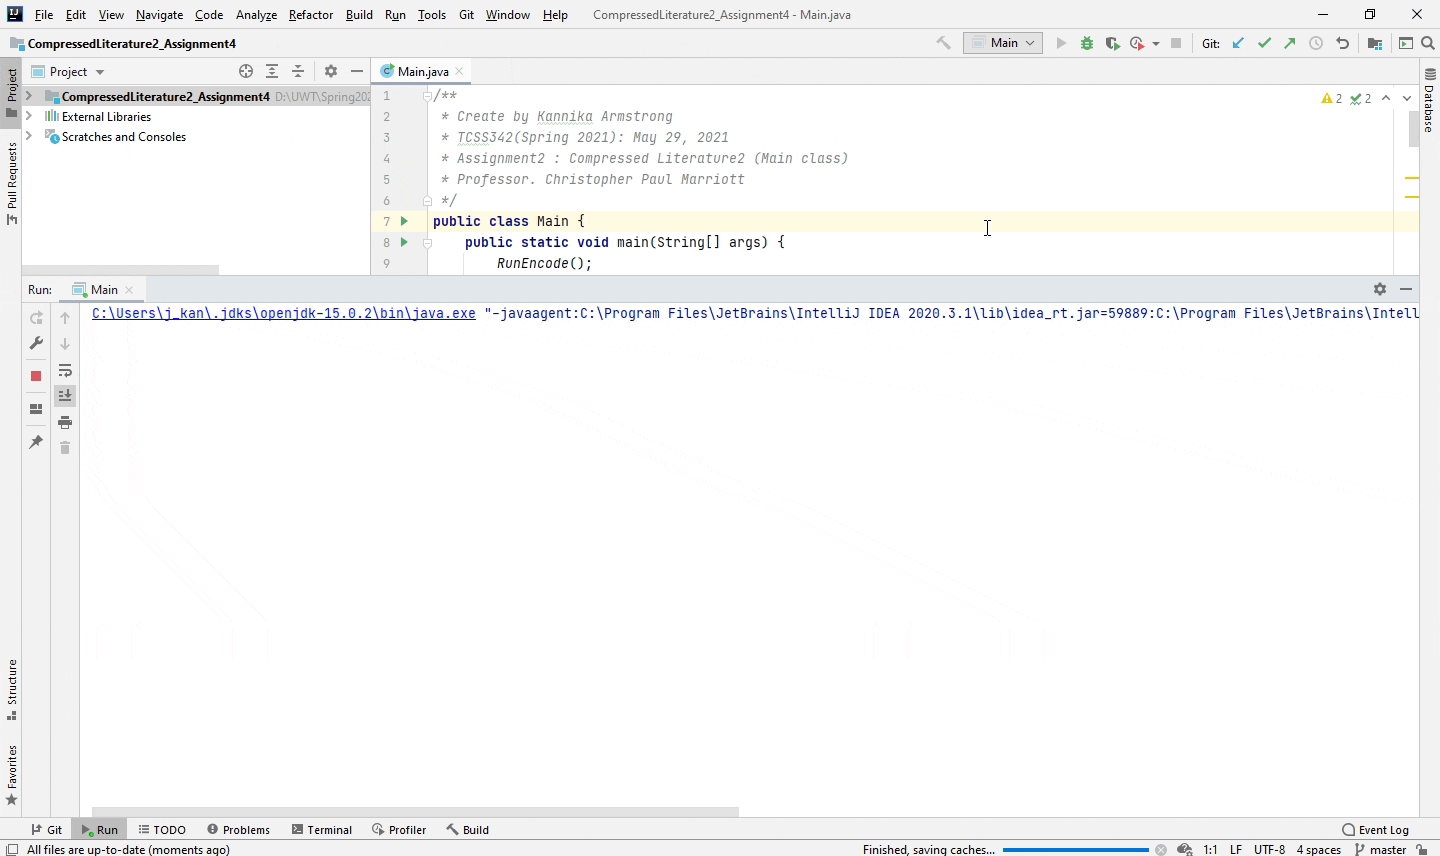 File Edit View Navigate Code Analyze Refactor Build Run Tools Git Window Help CompressedLiterature2_Assignment4 - Main.java
CompressedLiterature2_Assignment4 Main Git:
Project
Main.java
CompressedLiterature2_Assignment4 D:\UWT\Spring202
External Libraries
Scratches and Consoles
1 /**
2 * Create by Kannika Armstrong
3 * TCSS342(Spring 2021): May 29, 2021
4 * Assignment2 : Compressed Literature2 (Main class)
5 * Professor. Christopher Paul Marriott
6 */
7 public class Main {
8 public static void main(String[] args) {
9 RunEncode();
2 2
Project
Pull Requests
Structure
Favorites
Database
Run: Main
C:\Users\j_kan\.jdks\openjdk-15.0.2\bin\java.exe "-javaagent:C:\Program Files\JetBrains\IntelliJ IDEA 2020.3.1\lib\idea_rt.jar=59889:C:\Program Files\JetBrains\Intell
Git Run TODO Problems Terminal Profiler Build Event Log
All files are up-to-date (moments ago) Finished, saving caches... 1:1 LF UTF-8 4 spaces master